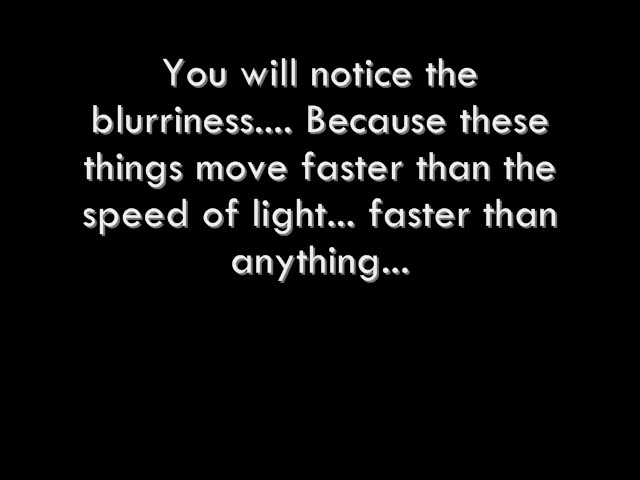 You will notice the
blurriness.... Because these
things move faster than the
speed of light... faster than
anything...